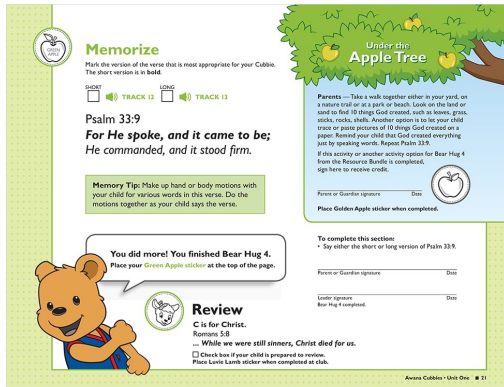 GREEN
APPLE
Memorize
Mark the version of the verse that is most appropriate for your Cubbie.
The short version is in bold.
SHORT
LONG
TRACK 12
TRACK 13
Psalm 33:9
For He spoke, and it came to be;
He commanded, and it stood firm.
Memory Tip: Make up hand or body motions with
your child for various words in this verse. Do the
motions together as your child says the verse.
You did more! You finished Bear Hug 4.
Place your Green Apple sticker at the top of the page.
Review
C is for Christ.
Romans 5:8
... While we were still sinners, Christ died for us.
Check box if your child is prepared to review.
Place Luvie Lamb sticker when completed at club.
Under the
Apple Tree
Parents — Take a walk together either in your yard, on
a nature trail or at a park or beach. Look on the land or
sand to find 10 things God created, such as leaves, grass,
sticks, rocks, shells. Another option is to let your child
trace or paste pictures of 10 things God created on a
paper. Remind your child that God created everything
just by speaking words. Repeat Psalm 33:9.
If this activity or another activity option for Bear Hug 4
from the Resource Bundle is completed,
sign here to receive credit.
Parent or Guardian signature Date
Place Golden Apple sticker when completed.
To complete this section:
• Say either the short or long version of Psalm 33:9.
Parent or Guardian signature Date
Leader signature Date
Bear Hug 4 completed.
Awana Cubbies • Unit One ■ 21